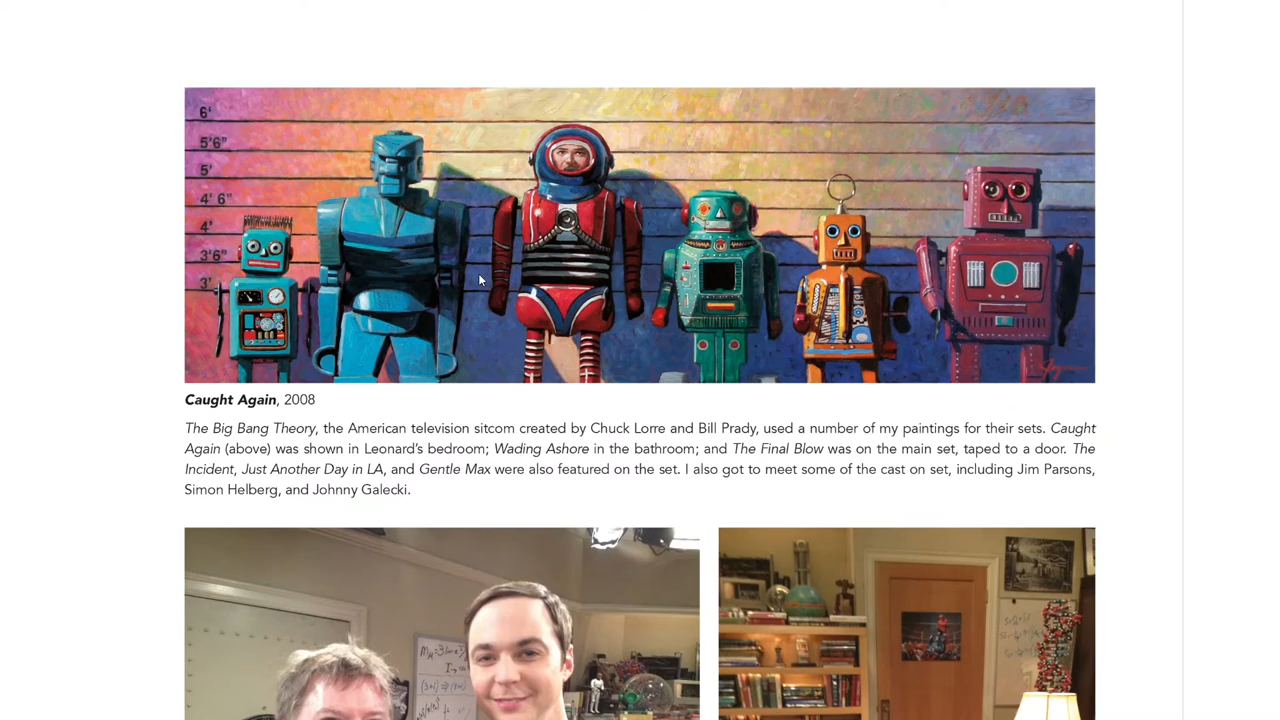 6'
5'6"
5'
4' 6"
4'
3'6"
3'
Caught Again, 2008
The Big Bang Theory, the American television sitcom created by Chuck Lorre and Bill Prady, used a number of my paintings for their sets. Caught
Again (above) was shown in Leonard's bedroom; Wading Ashore in the bathroom; and The Final Blow was on the main set, taped to a door. The
Incident, Just Another Day in LA, and Gentle Max were also featured on the set. I also got to meet some of the cast on set, including Jim Parsons,
Simon Helberg, and Johnny Galecki.